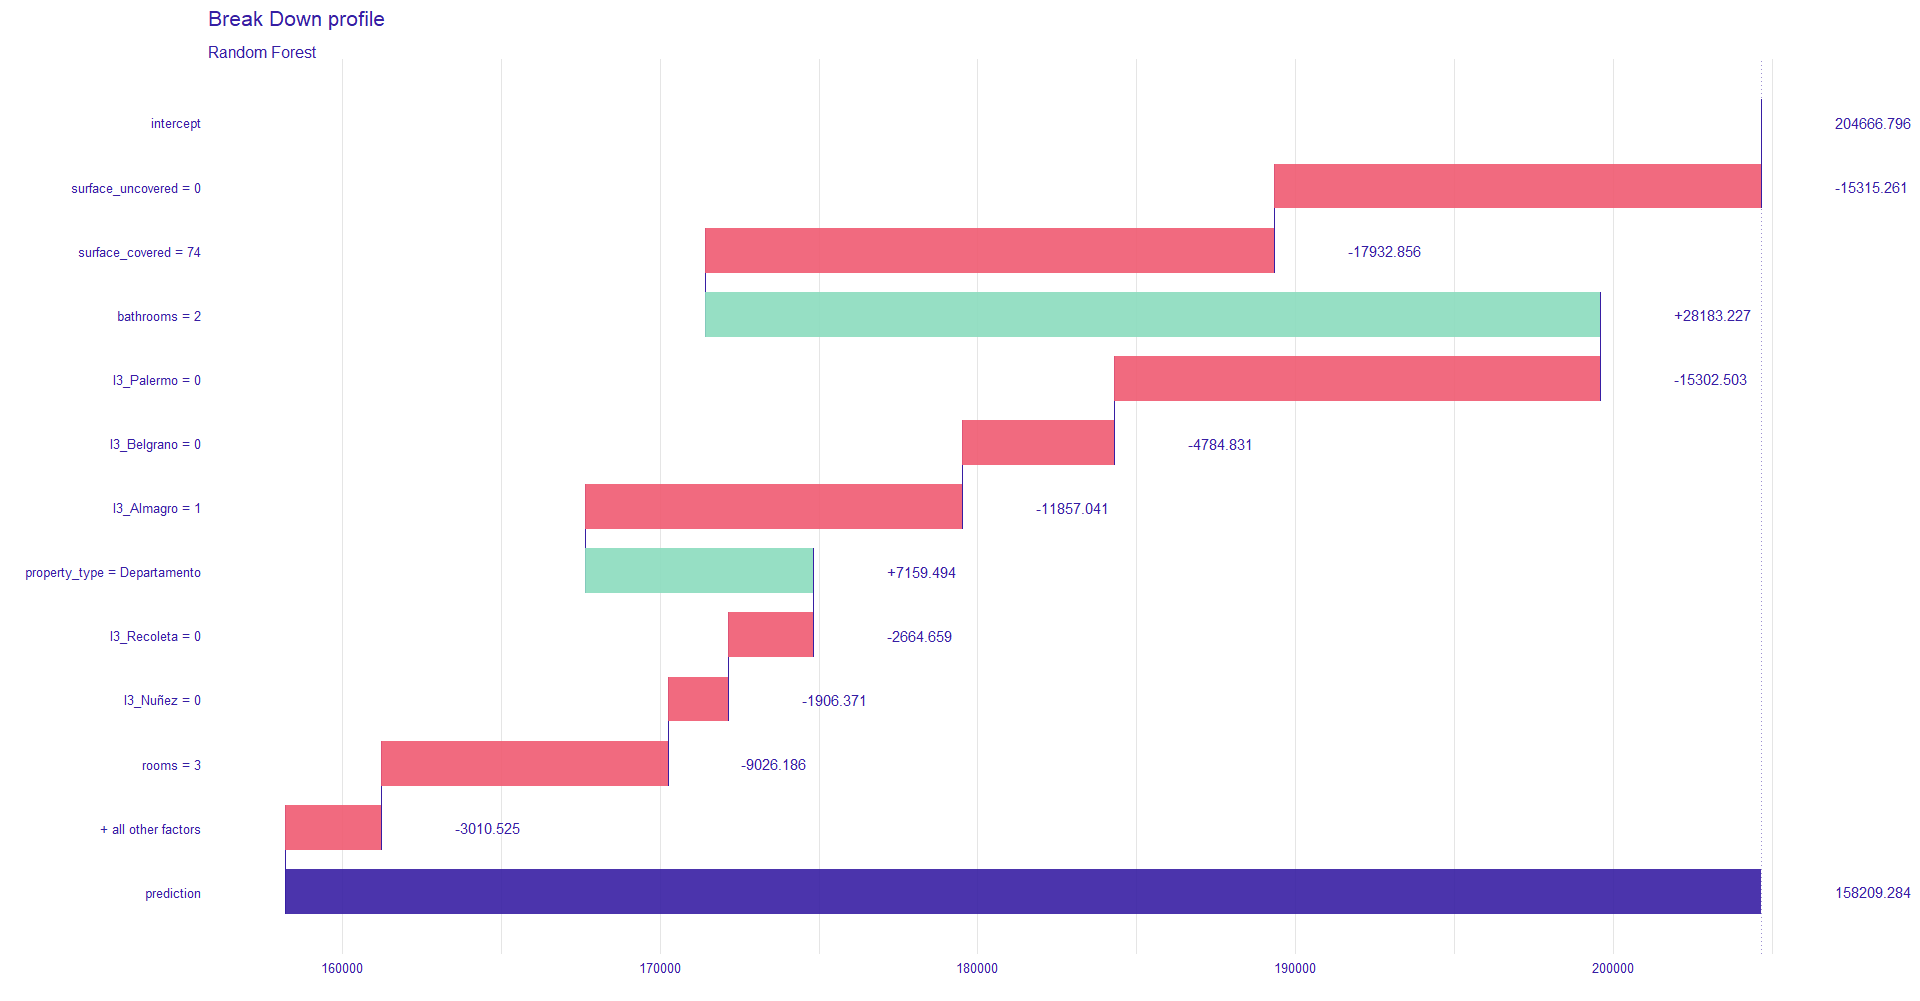 Break Down profile
Random Forest
intercept 204666.796
surface_uncovered = 0 -15315.261
surface_covered = 74 -17932.856
bathrooms = 2 +28183.227
l3_Palermo = 0 -15302.503
l3_Belgrano = 0 -4784.831
l3_Almagro = 1 -11857.041
property_type = Departamento +7159.494
l3_Recoleta = 0 -2664.659
l3_Nuñez = 0 -1906.371
rooms = 3 -9026.186
+ all other factors -3010.525
prediction 158209.284
160000 170000 180000 190000 200000